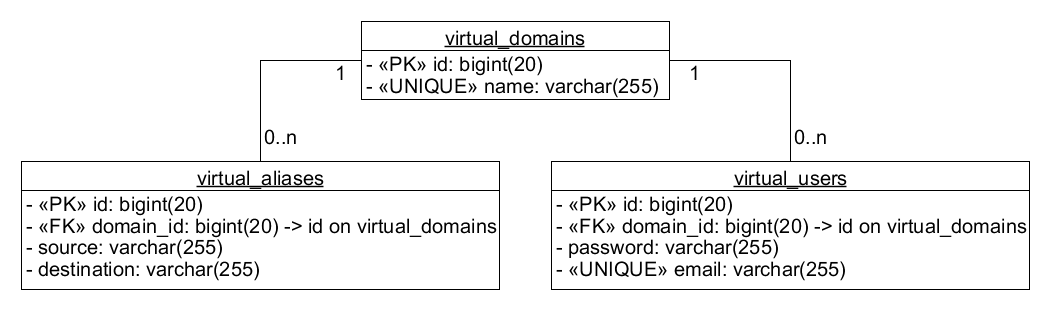 virtual_domains
- «PK» id: bigint(20)
- «UNIQUE» name: varchar(255)
1
1
0..n
0..n
virtual_aliases
- «PK» id: bigint(20)
- «FK» domain_id: bigint(20) -> id on virtual_domains
- source: varchar(255)
- destination: varchar(255)
virtual_users
- «PK» id: bigint(20)
- «FK» domain_id: bigint(20) -> id on virtual_domains
- password: varchar(255)
- «UNIQUE» email: varchar(255)